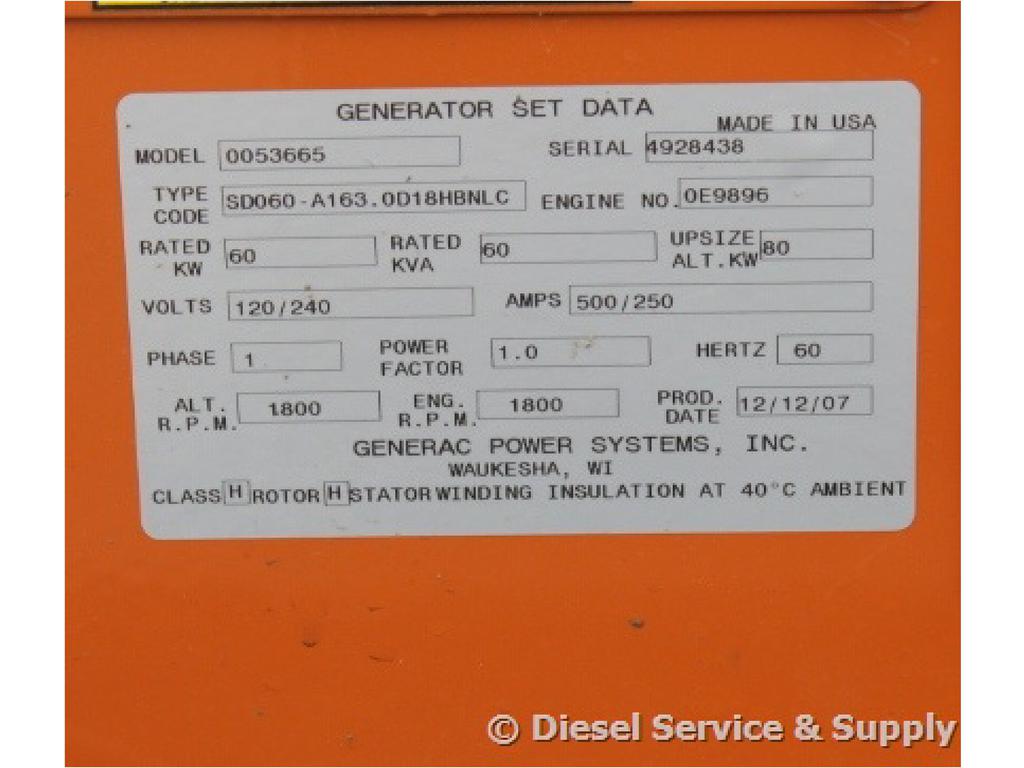 GENERATOR SET DATA
MADE IN USA
MODEL 0053665 SERIAL 4928438
TYPE CODE SD060-A163.0D18HBNLC ENGINE NO. 0E9896
RATED KW 60 RATED KVA 60 UPSIZE ALT.KW 80
VOLTS 120/240 AMPS 500/250
PHASE 1 POWER FACTOR 1.0 HERTZ 60
ALT. R.P.M. 1800 ENG. R.P.M. 1800 PROD. DATE 12/12/07
GENERAC POWER SYSTEMS, INC.
WAUKESHA, WI
CLASS H ROTOR H STATOR WINDING INSULATION AT 40°C AMBIENT
© Diesel Service & Supply